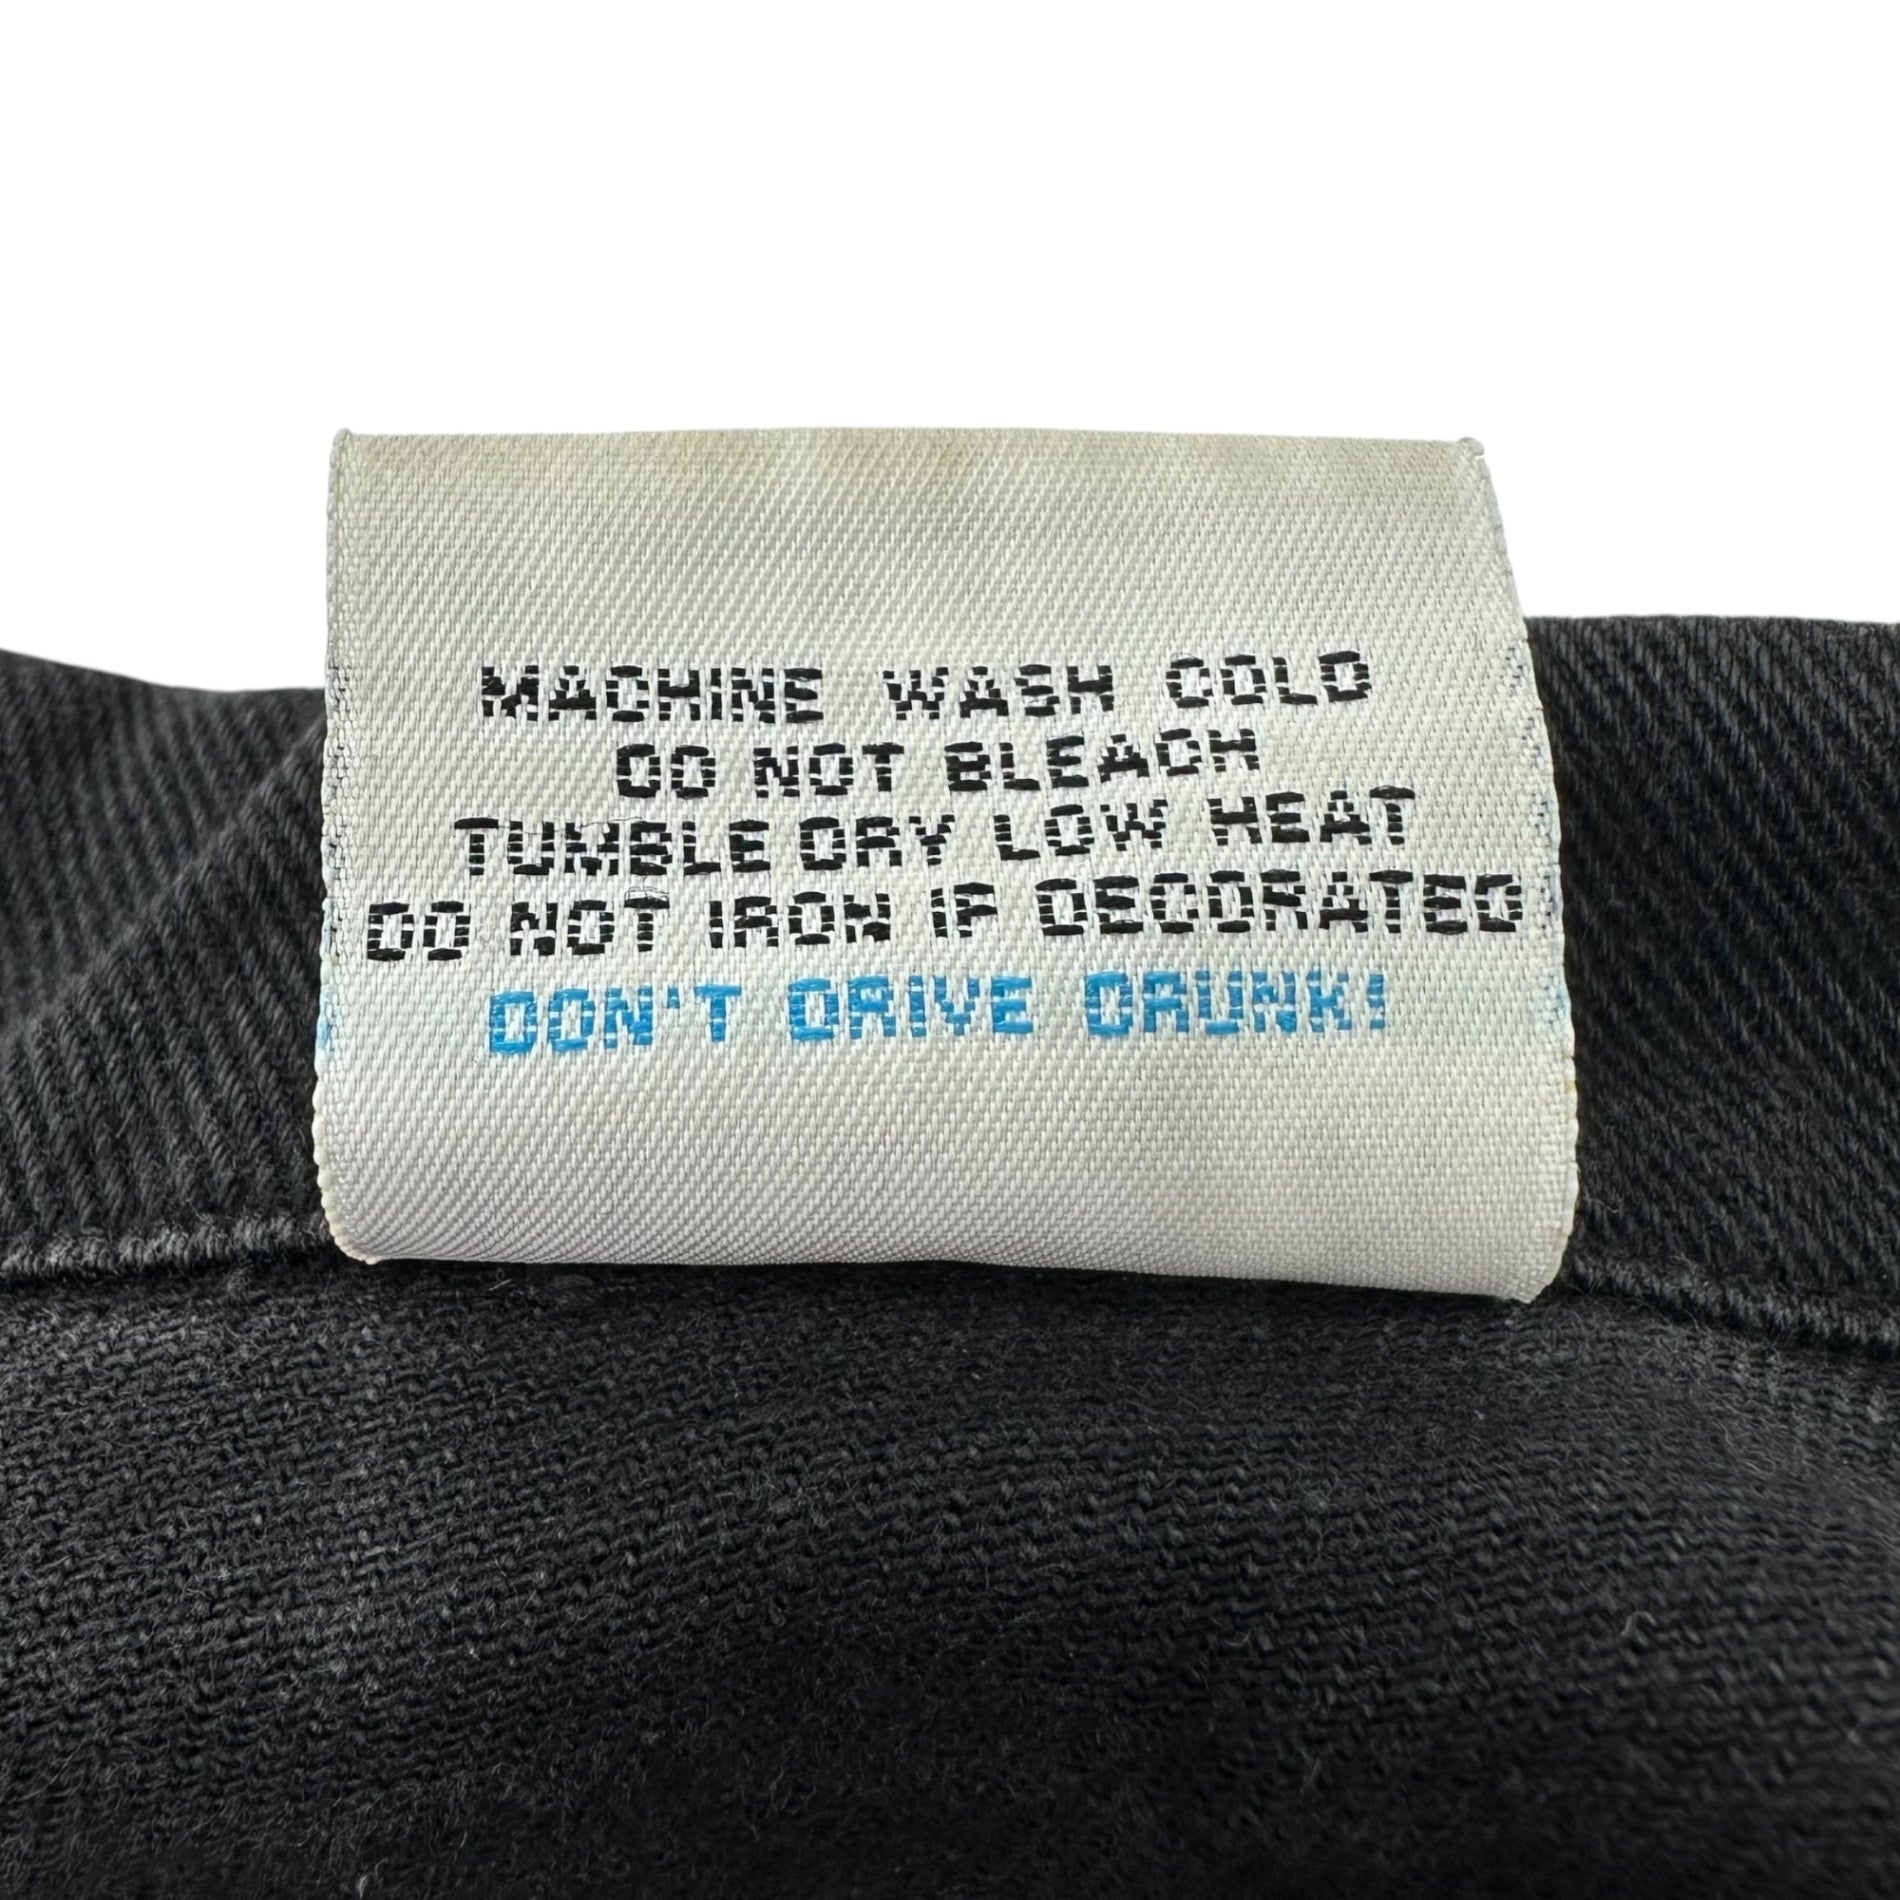 MACHINE WASH COLD
DO NOT BLEACH
TUMBLE DRY LOW HEAT
DO NOT IRON IF DECORATED
DON'T DRIVE DRUNK!